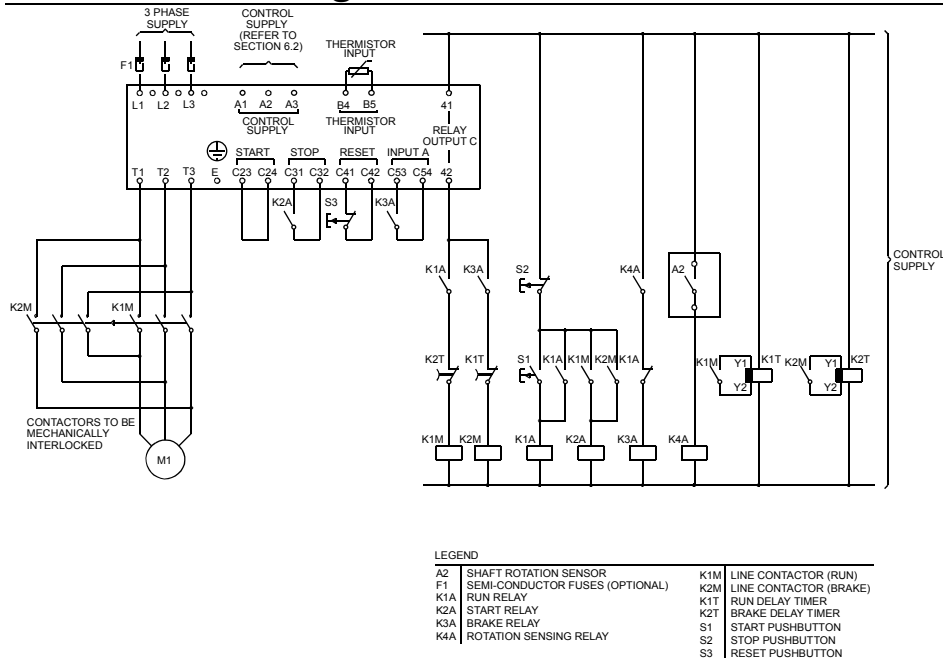 3 PHASE
SUPPLY
CONTROL
SUPPLY
(REFER TO
SECTION 6.2)
THERMISTOR
INPUT
F1
L1 L2 L3 A1 A2 A3 B4 B5 41
CONTROL
SUPPLY
THERMISTOR
INPUT
RELAY
OUTPUT C
START STOP RESET INPUT A
T1 T2 T3 E C23 C24 C31 C32 C41 C42 C53 C54 42
K2A S3 K3A
CONTROL
SUPPLY
K1A K3A S2 K4A A2
K2M K1M
K2T K1T S1 K1A K1M K2M K1A K1M Y1 K1T K2M Y1 K2T
Y2 Y2
CONTACTORS TO BE
MECHANICALLY
INTERLOCKED
K1M K2M K1A K2A K3A K4A
M1
LEGEND
A2 SHAFT ROTATION SENSOR
F1 SEMI-CONDUCTOR FUSES (OPTIONAL)
K1A RUN RELAY
K2A START RELAY
K3A BRAKE RELAY
K4A ROTATION SENSING RELAY
K1M LINE CONTACTOR (RUN)
K2M LINE CONTACTOR (BRAKE)
K1T RUN DELAY TIMER
K2T BRAKE DELAY TIMER
S1 START PUSHBUTTON
S2 STOP PUSHBUTTON
S3 RESET PUSHBUTTON